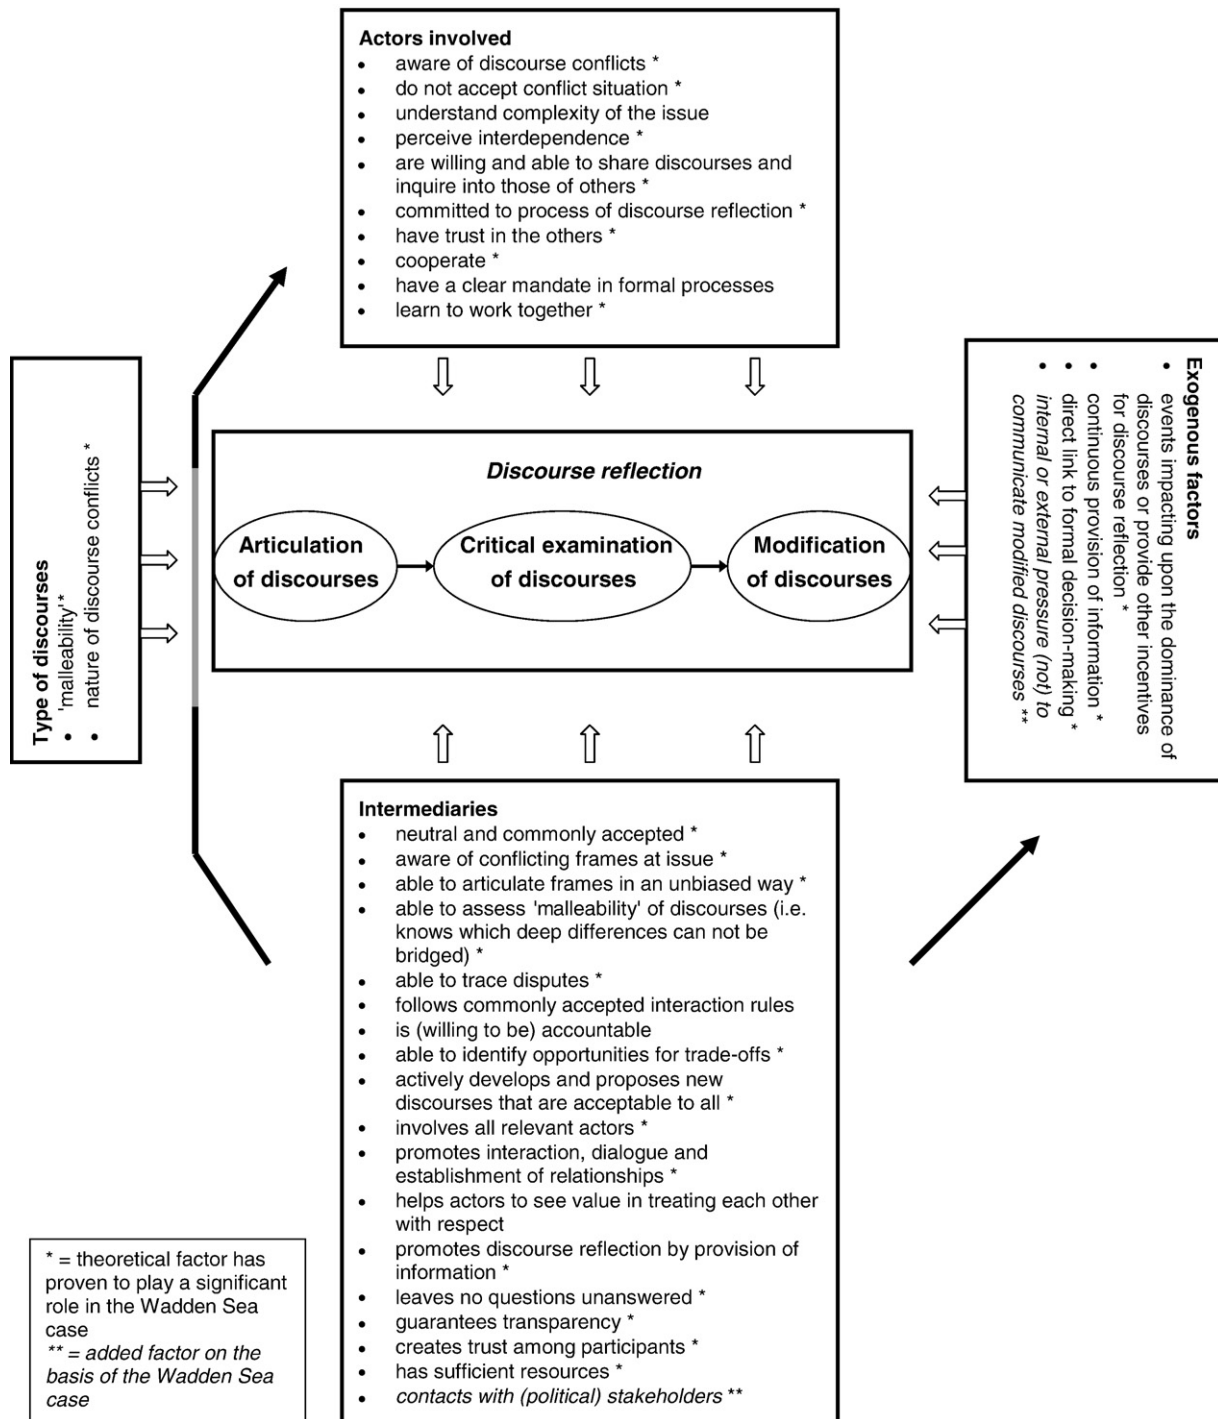 Actors involved
• aware of discourse conflicts *
• do not accept conflict situation *
• understand complexity of the issue
• perceive interdependence *
• are willing and able to share discourses and
inquire into those of others *
• committed to process of discourse reflection *
• have trust in the others *
• cooperate *
• have a clear mandate in formal processes
• learn to work together *
Type of discourses
• 'malleability'*
• nature of discourse conflicts *
Discourse reflection
Articulation
of discourses
Critical examination
of discourses
Modification
of discourses
Exogenous factors
• events impacting upon the dominance of
discourses or provide other incentives
for discourse reflection *
• continuous provision of information *
• direct link to formal decision-making *
• internal or external pressure (not) to
communicate modified discourses **
Intermediaries
• neutral and commonly accepted *
• aware of conflicting frames at issue *
• able to articulate frames in an unbiased way *
• able to assess 'malleability' of discourses (i.e.
knows which deep differences can not be
bridged) *
• able to trace disputes *
• follows commonly accepted interaction rules
• is (willing to be) accountable
• able to identify opportunities for trade-offs *
• actively develops and proposes new
discourses that are acceptable to all *
• involves all relevant actors *
• promotes interaction, dialogue and
establishment of relationships *
• helps actors to see value in treating each other
with respect
• promotes discourse reflection by provision of
information *
• leaves no questions unanswered *
• guarantees transparency *
• creates trust among participants *
• has sufficient resources *
• contacts with (political) stakeholders **
* = theoretical factor has
proven to play a significant
role in the Wadden Sea
case
** = added factor on the
basis of the Wadden Sea
case